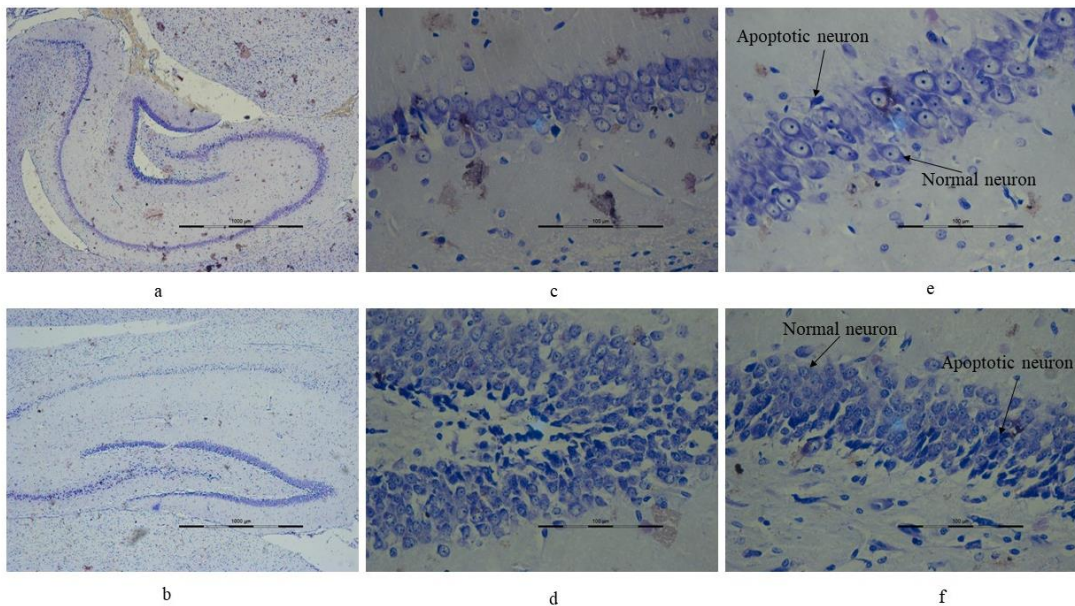 1000 µm
a
100 µm
c
Apoptotic neuron
Normal neuron
100 µm
e
1000 µm
b
100 µm
d
Normal neuron
Apoptotic neuron
100 µm
f